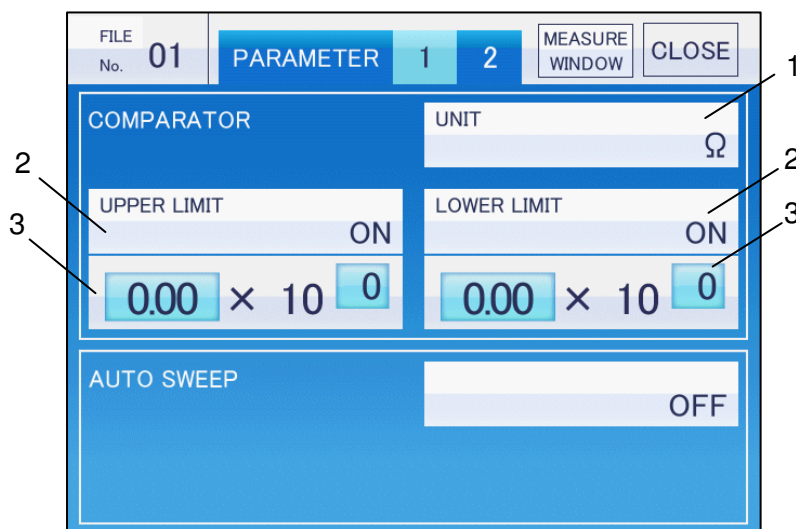 FILE
No. 01
PARAMETER 1 2
MEASURE
WINDOW
CLOSE
1
COMPARATOR
UNIT
Ω
2
2
UPPER LIMIT
ON
LOWER LIMIT
ON
3
3
0.00 × 10 0
0.00 × 10 0
AUTO SWEEP
OFF